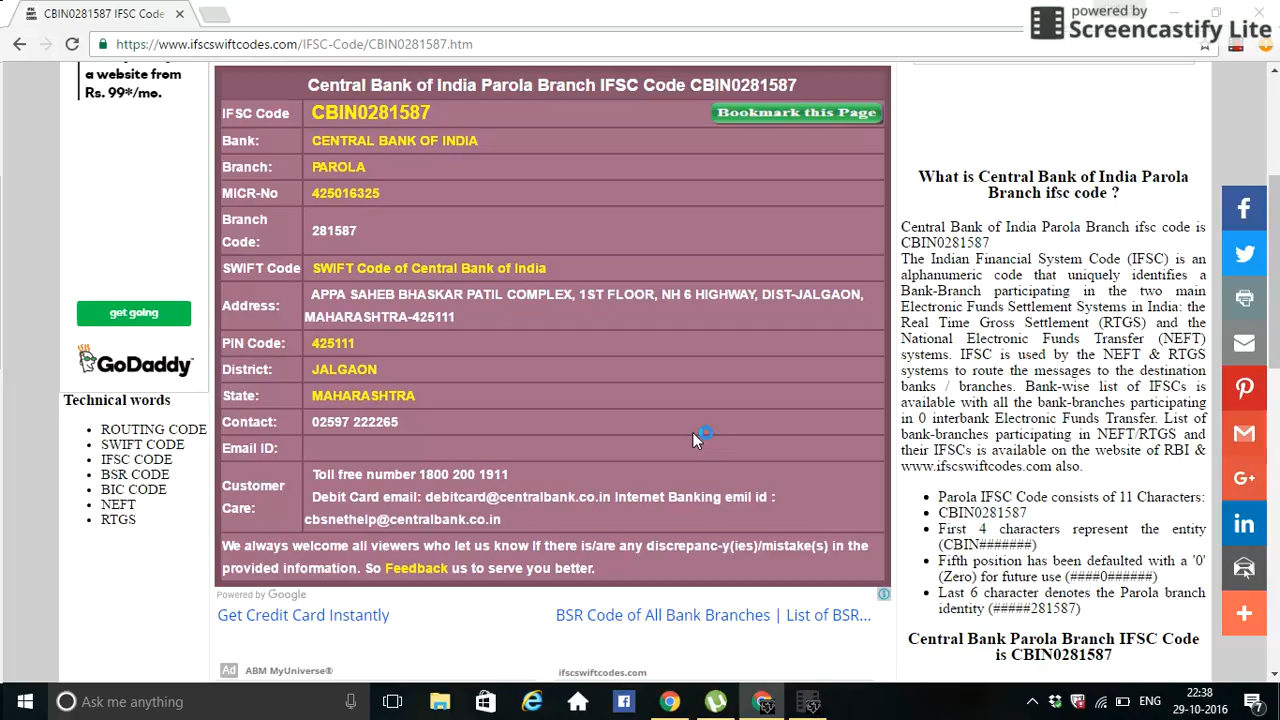 CBIN0281587 IFSC Code
powered by
Screencastify Lite
https://www.ifscswiftcodes.com/IFSC-Code/CBIN0281587.htm
a website from
Rs. 99*/mo.
get going
GoDaddy
Technical words
ROUTING CODE
SWIFT CODE
IFSC CODE
BSR CODE
BIC CODE
NEFT
RTGS
Central Bank of India Parola Branch IFSC Code CBIN0281587
IFSC Code CBIN0281587 Bookmark this Page
Bank: CENTRAL BANK OF INDIA
Branch: PAROLA
MICR-No 425016325
Branch
Code: 281587
SWIFT Code SWIFT Code of Central Bank of India
Address: APPA SAHEB BHASKAR PATIL COMPLEX, 1ST FLOOR, NH 6 HIGHWAY, DIST-JALGAON,
MAHARASHTRA-425111
PIN Code: 425111
District: JALGAON
State: MAHARASHTRA
Contact: 02597 222265
Email ID:
Customer
Care:
Toll free number 1800 200 1911
Debit Card email: debitcard@centralbank.co.in Internet Banking emil id :
cbsnethelp@centralbank.co.in
We always welcome all viewers who let us know If there is/are any discrepanc-y(ies)/mistake(s) in the
provided information. So Feedback us to serve you better.
Powered by Google
Get Credit Card Instantly
BSR Code of All Bank Branches | List of BSR...
Ad ABM MyUniverse®
ifscswiftcodes.com
What is Central Bank of India Parola
Branch ifsc code ?
Central Bank of India Parola Branch ifsc code is
CBIN0281587
The Indian Financial System Code (IFSC) is an
alphanumeric code that uniquely identifies a
Bank-Branch participating in the two main
Electronic Funds Settlement Systems in India: the
Real Time Gross Settlement (RTGS) and the
National Electronic Funds Transfer (NEFT)
systems. IFSC is used by the NEFT & RTGS
systems to route the messages to the destination
banks / branches. Bank-wise list of IFSCs is
available with all the bank-branches participating
in 0 interbank Electronic Funds Transfer. List of
bank-branches participating in NEFT/RTGS and
their IFSCs is available on the website of RBI &
www.ifscswiftcodes.com also.
Parola IFSC Code consists of 11 Characters:
CBIN0281587
First 4 characters represent the entity
(CBIN#######)
Fifth position has been defaulted with a '0'
(Zero) for future use (####0######)
Last 6 character denotes the Parola branch
identity (#####281587)
Central Bank Parola Branch IFSC Code
is CBIN0281587
Ask me anything
ENG
22:38
29-10-2016